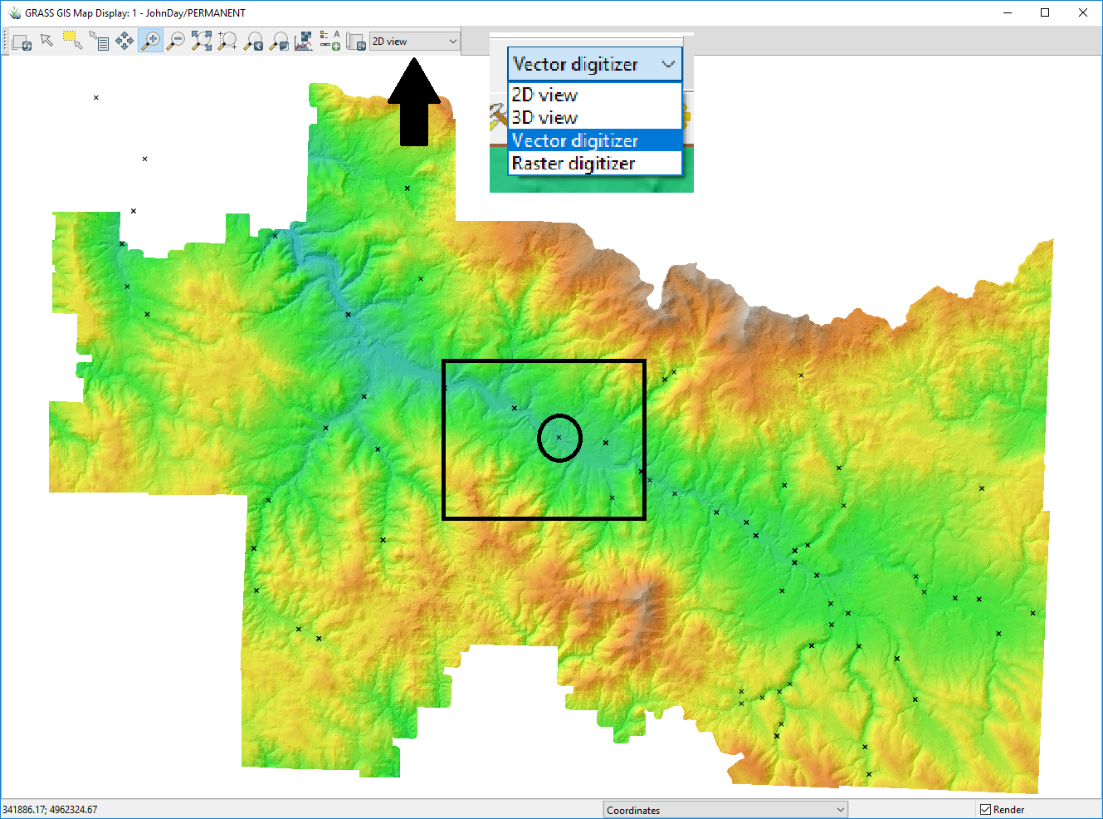 GRASS GIS Map Display: 1 - JohnDay/PERMANENT
2D view
Vector digitizer
2D view
3D view
Vector digitizer
Raster digitizer
341886.17; 4962324.67
Coordinates
Render